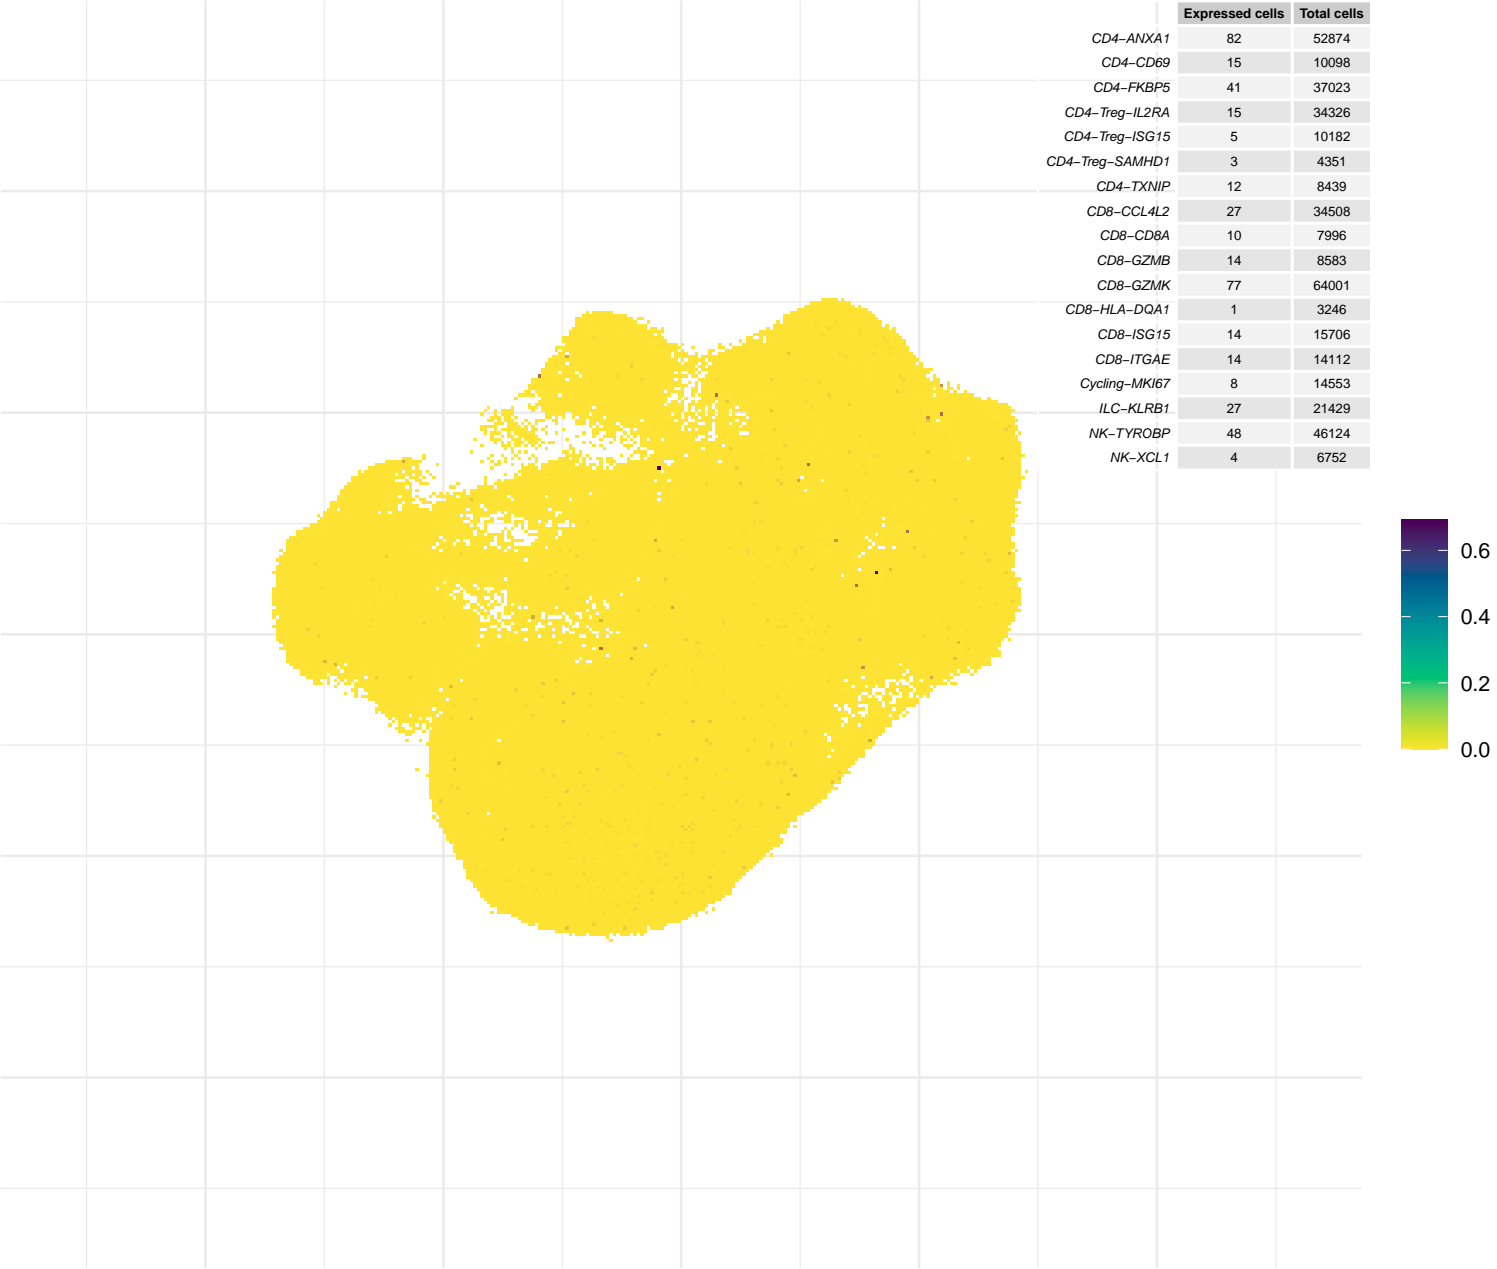 Expressed cells Total cells
CD4−ANXA1 82 52874
CD4−CD69 15 10098
CD4−FKBP5 41 37023
CD4−Treg−IL2RA 15 34326
CD4−Treg−ISG15 5 10182
CD4−Treg−SAMHD1 3 4351
CD4−TXNIP 12 8439
CD8−CCL4L2 27 34508
CD8−CD8A 10 7996
CD8−GZMB 14 8583
CD8−GZMK 77 64001
CD8−HLA−DQA1 1 3246
CD8−ISG15 14 15706
CD8−ITGAE 14 14112
Cycling−MKI67 8 14553
ILC−KLRB1 27 21429
NK−TYROBP 48 46124
NK−XCL1 4 6752
0.6
0.4
0.2
0.0